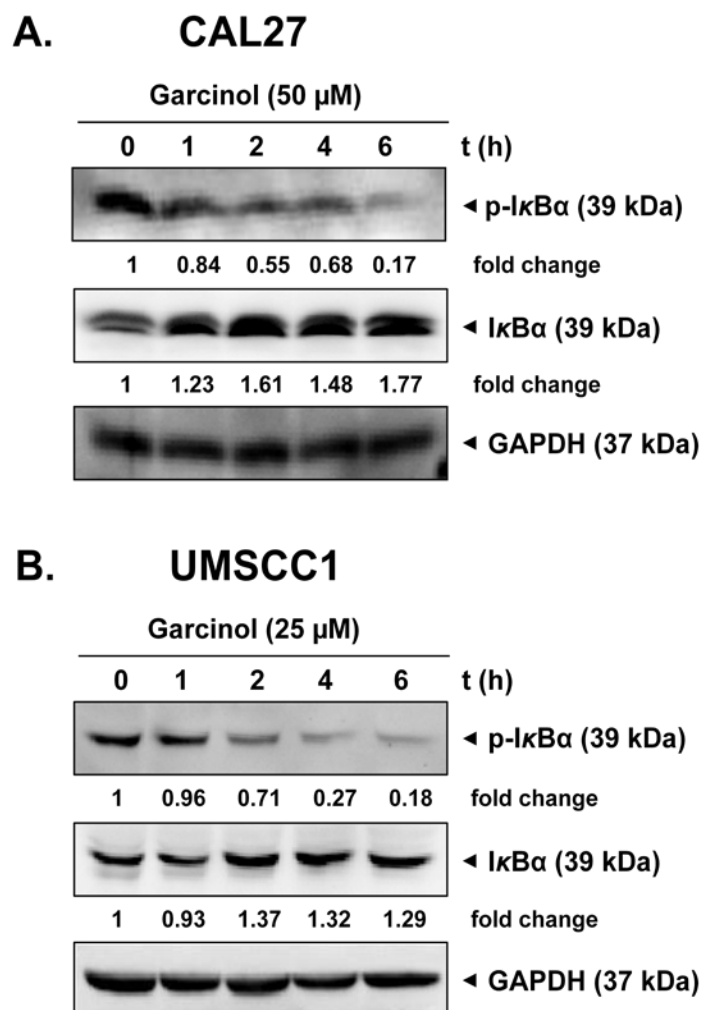 A. CAL27
Garcinol (50 µM)
0 1 2 4 6 t (h)
◄ p-IκBα (39 kDa)
1 0.84 0.55 0.68 0.17 fold change
◄ IκBα (39 kDa)
1 1.23 1.61 1.48 1.77 fold change
◄ GAPDH (37 kDa)
B. UMSCC1
Garcinol (25 µM)
0 1 2 4 6 t (h)
◄ p-IκBα (39 kDa)
1 0.96 0.71 0.27 0.18 fold change
◄ IκBα (39 kDa)
1 0.93 1.37 1.32 1.29 fold change
◄ GAPDH (37 kDa)